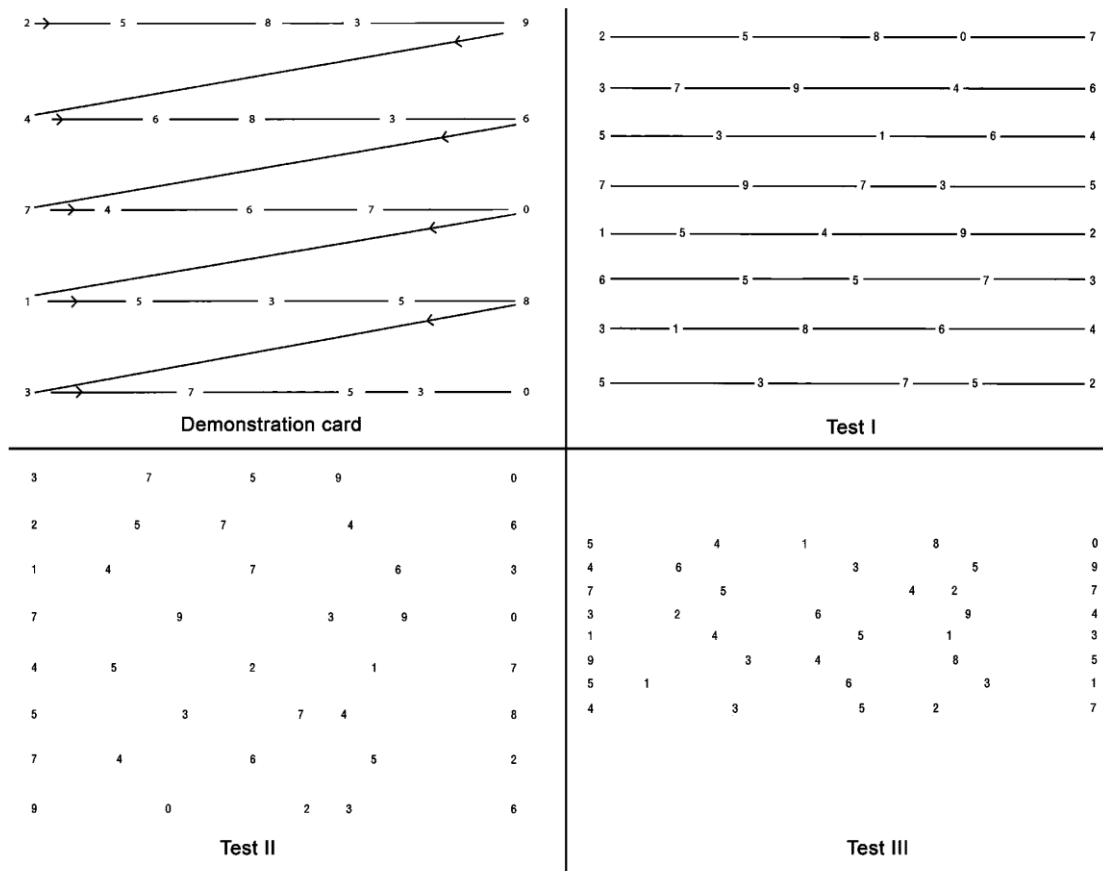 2 5 8 3 9
4 6 8 3 6
7 4 6 7 0
1 5 3 5 8
3 7 5 3 0
Demonstration card
2 5 8 0 7
3 7 9 4 6
5 3 1 6 4
7 9 7 3 5
1 5 4 9 2
6 5 5 7 3
3 1 8 6 4
5 3 7 5 2
Test I
3 7 5 9 0
2 5 7 4 6
1 4 7 6 3
7 9 3 9 0
4 5 2 1 7
5 3 7 4 8
7 4 6 5 2
9 0 2 3 6
Test II
5 4 1 8 0
4 6 3 5 9
7 5 4 2 7
3 2 6 9 4
1 4 5 1 3
9 3 4 8 5
5 1 6 3 1
4 3 5 2 7
Test III